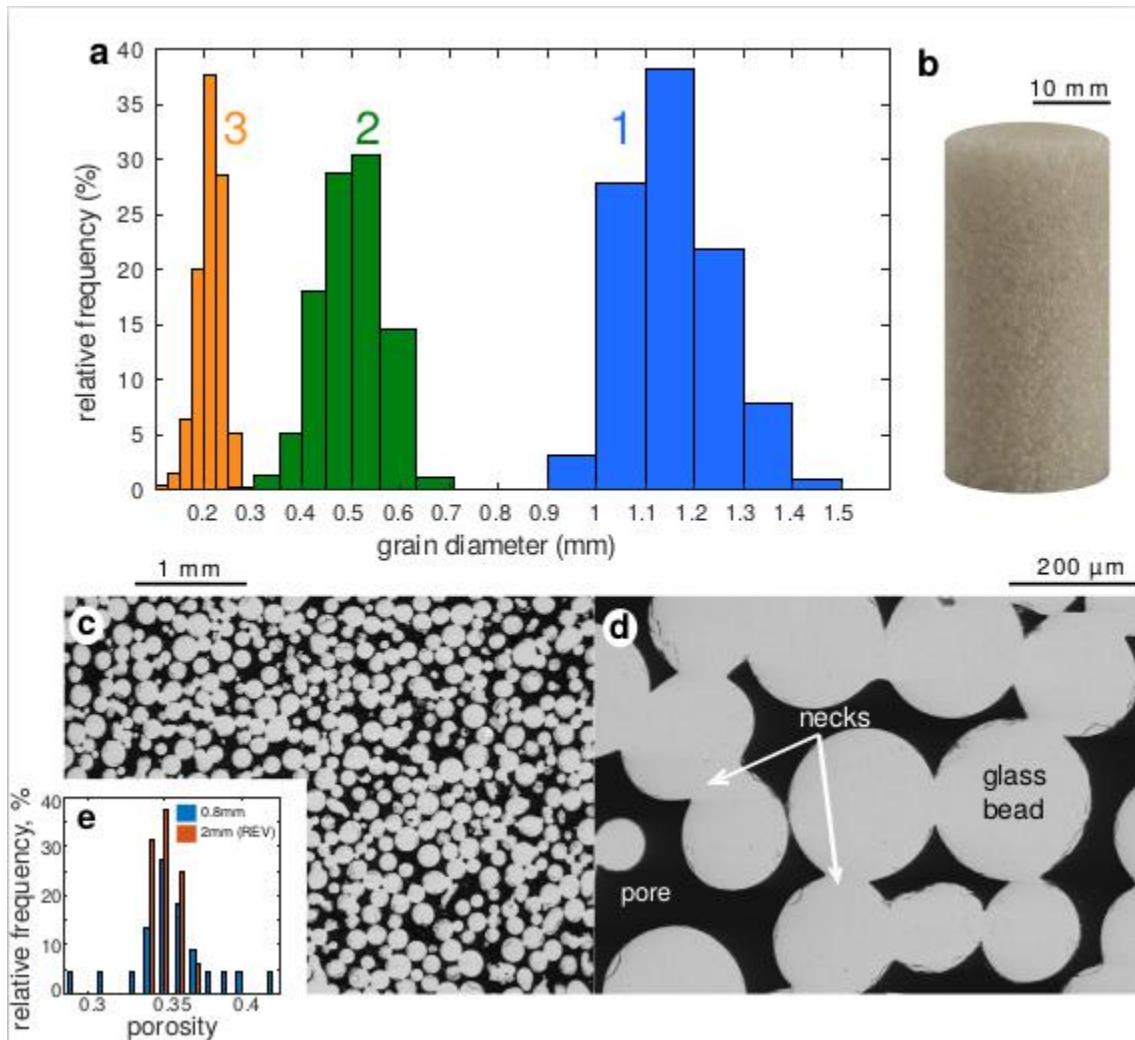 a
40
35
30
25
20
15
10
5
0
relative frequency (%)
3
2
1
0.2 0.3 0.4 0.5 0.6 0.7 0.8 0.9 1 1.1 1.2 1.3 1.4 1.5
grain diameter (mm)
b
10 mm
1 mm
200 µm
c
d
necks
glass
bead
pore
e
40
30
20
10
0
relative frequency, %
0.8mm
2mm (REV)
0.3 0.35 0.4
porosity